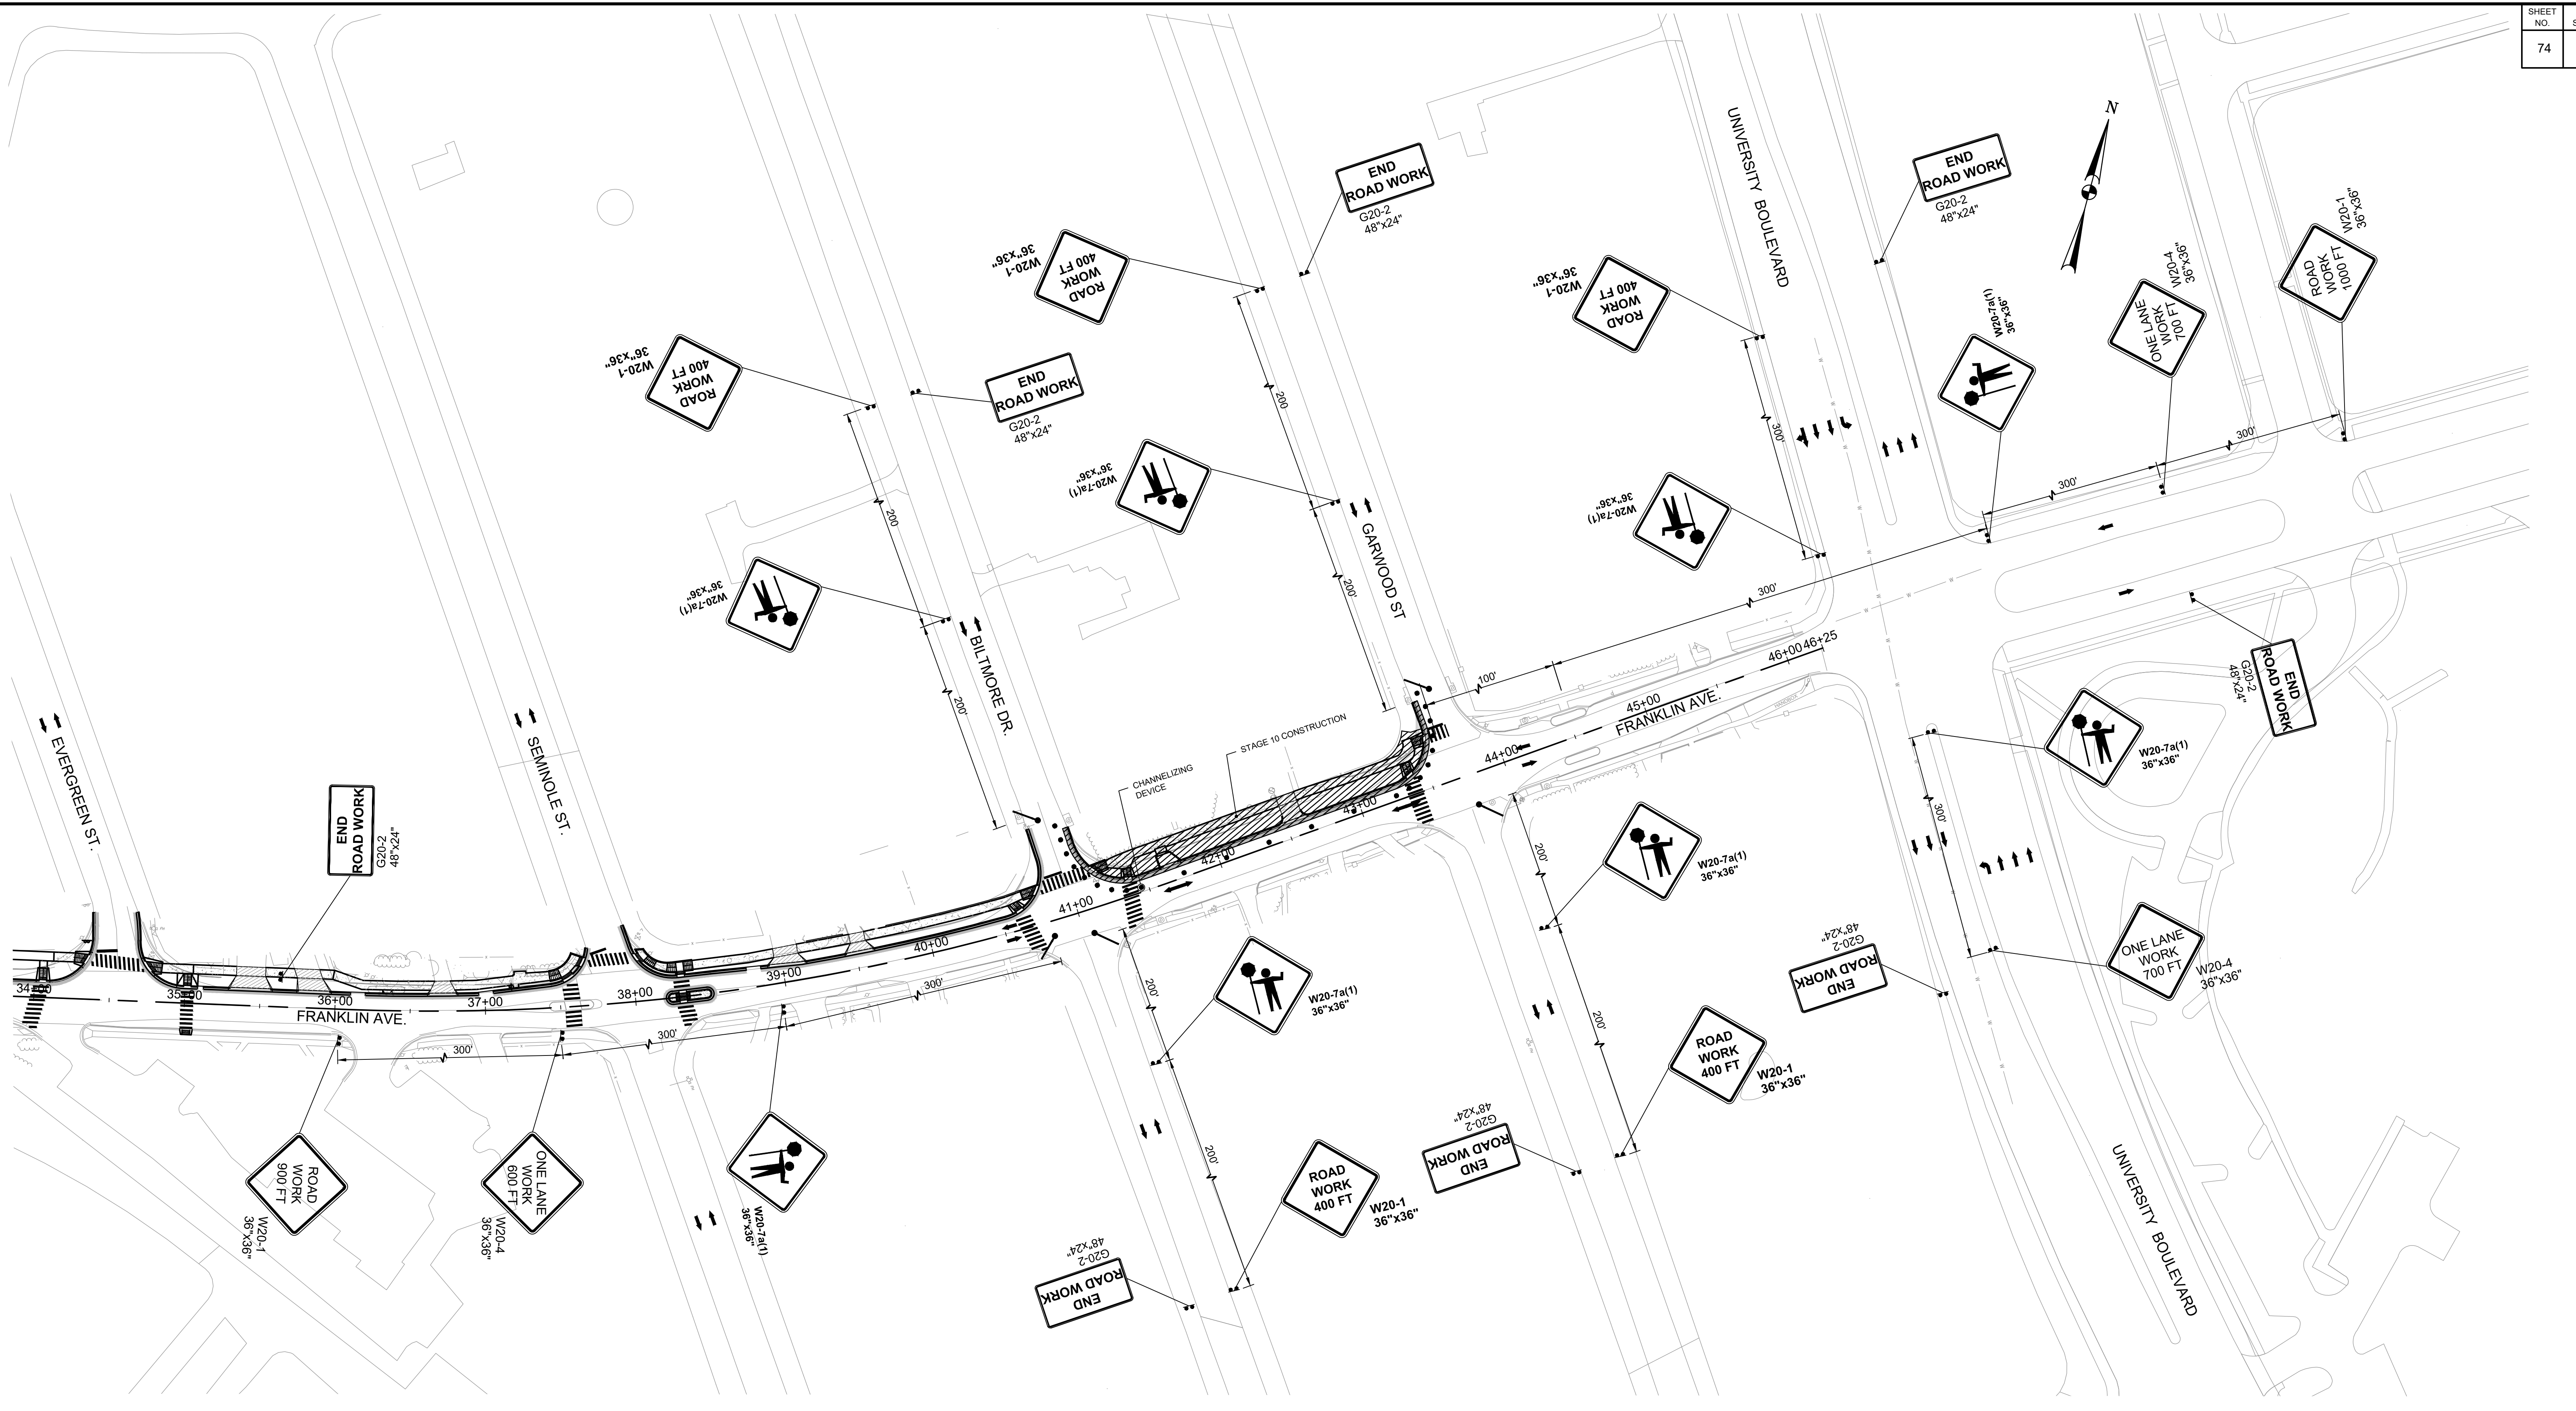 SHEET
NO.
74
S
N
UNIVERSITY BOULEVARD
END
ROAD WORK
G20-2
48"x24"
END
ROAD WORK
G20-2
48"x24"
ROAD
WORK
400 FT
W20-1
36"x36"
ROAD
WORK
400 FT
W20-1
36"x36"
ROAD
WORK
1000 FT
W20-1
36"x36"
ONE LANE
WORK
700 FT
W20-4
36"x36"
W20-7a(1)
36"x36"
ROAD
WORK
400 FT
W20-1
36"x36"
END
ROAD WORK
G20-2
48"x24"
200
200
300'
300'
300'
W20-7a(1)
36"x36"
W20-7a(1)
36"x36"
W20-7a(1)
36"x36"
GARWOOD ST
200'
300'
BILTMORE DR.
200'
100'
46+00
46+25
45+00
FRANKLIN AVE.
44+00
END
ROAD WORK
G20-2
48"x24"
W20-7a(1)
36"x36"
300'
EVERGREEN ST.
SEMINOLE ST.
STAGE 10 CONSTRUCTION
CHANNELIZING
DEVICE
43+00
42+00
41+00
40+00
39+00
38+00
37+00
36+00
35+00
34+00
FRANKLIN AVE.
END
ROAD WORK
G20-2
48"x24"
200'
W20-7a(1)
36"x36"
END
ROAD WORK
G20-2
48"x24"
ONE LANE
WORK
700 FT
W20-4
36"x36"
300'
300'
300'
200'
W20-7a(1)
36"x36"
200'
ROAD
WORK
400 FT
W20-1
36"x36"
ROAD
WORK
900 FT
W20-1
36"x36"
ONE LANE
WORK
600 FT
W20-4
36"x36"
W20-7a(1)
36"x36"
200'
ROAD
WORK
400 FT
W20-1
36"x36"
END
ROAD WORK
G20-2
48"x24"
END
ROAD WORK
G20-2
48"x24"
UNIVERSITY BOULEVARD